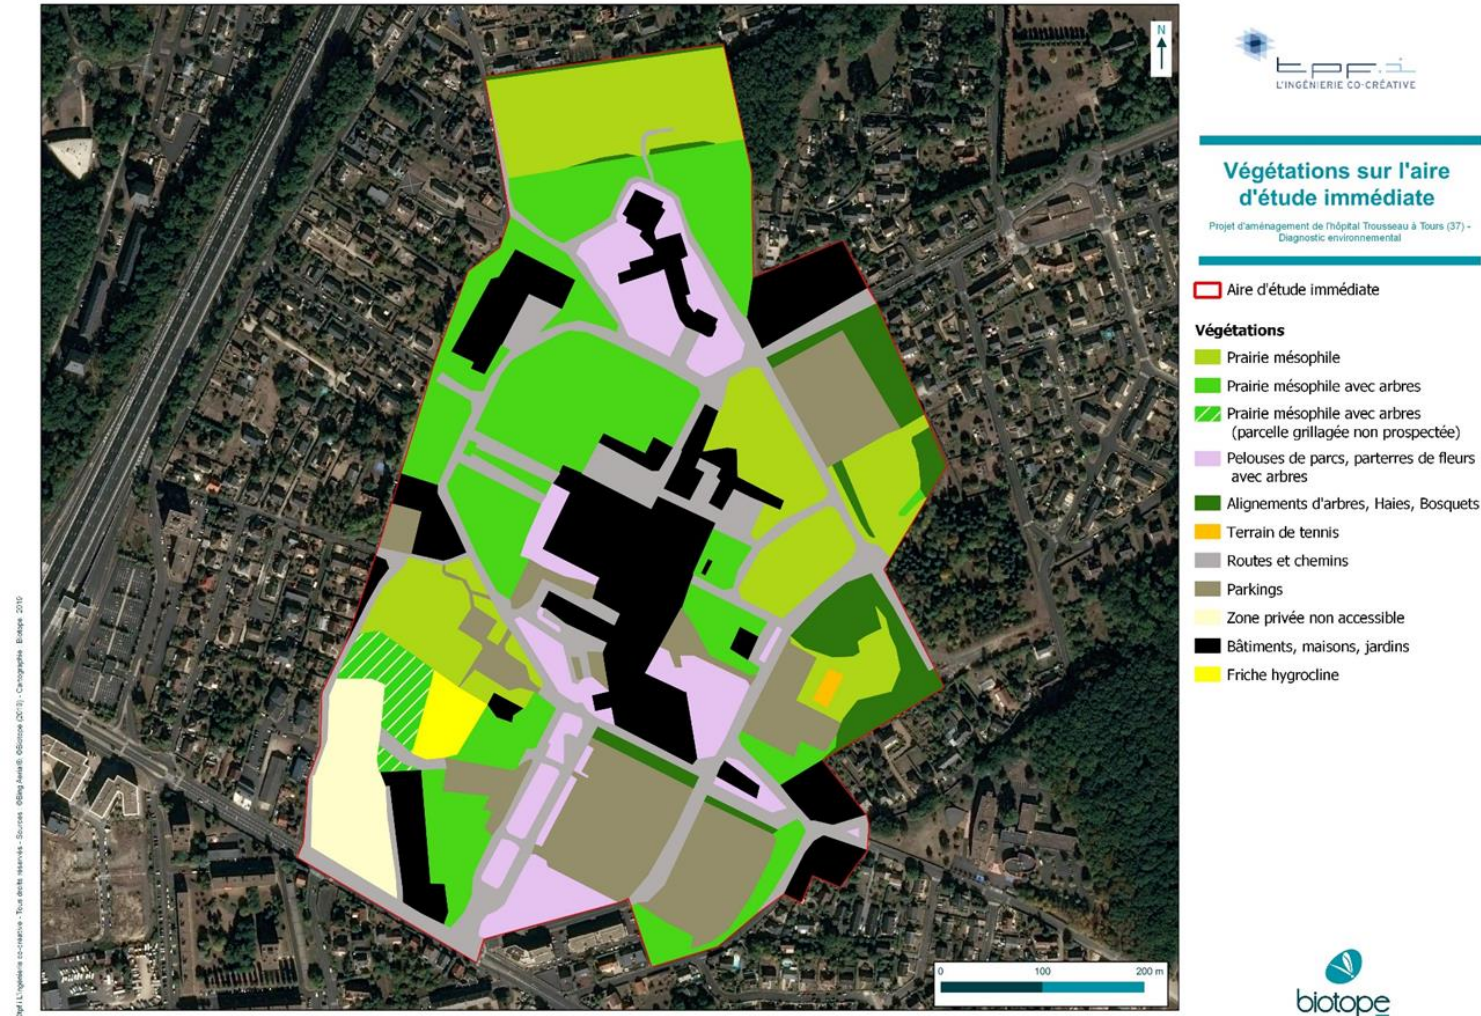 N
tpf.i
L'INGÉNIERIE CO-CRÉATIVE
Végétations sur l'aire
d'étude immédiate
Projet d'aménagement de l'hôpital Trousseau à Tours (37) -
Diagnostic environnemental
Aire d'étude immédiate
Végétations
Prairie mésophile
Prairie mésophile avec arbres
Prairie mésophile avec arbres
(parcelle grillagée non prospectée)
Pelouses de parcs, parterres de fleurs
avec arbres
Alignements d'arbres, Haies, Bosquets
Terrain de tennis
Routes et chemins
Parkings
Zone privée non accessible
Bâtiments, maisons, jardins
Friche hygrocline
0 100 200 m
biotope